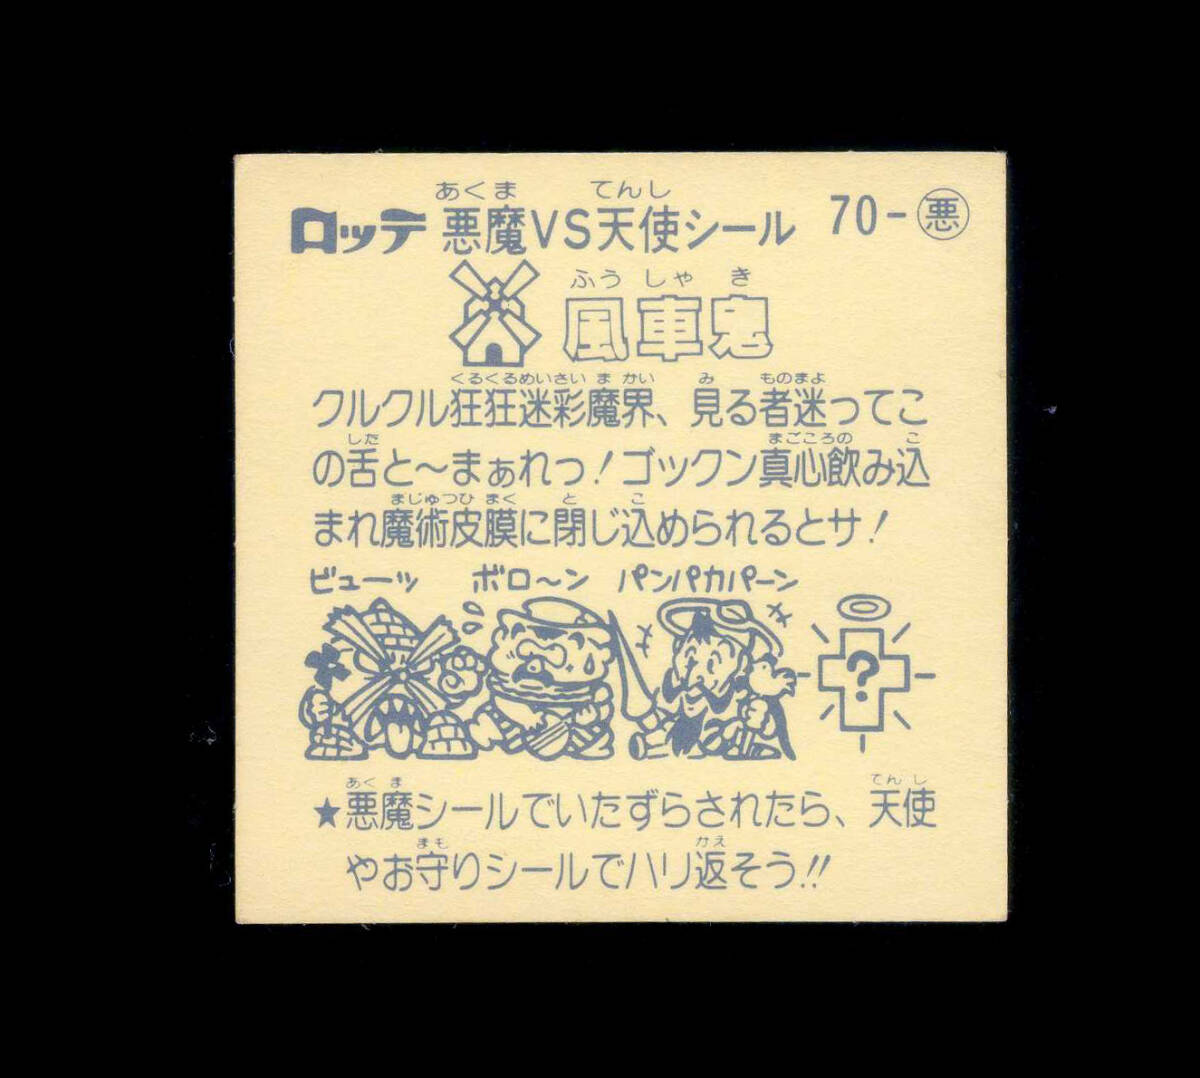 あくま てんし
ロッテ 悪魔VS天使シール 70-悪
ふうしゃき
風車鬼
くるくるめいさいまかい み ものまよ
クルクル狂狂迷彩魔界、見る者迷ってこ
した まごころの こ
の舌と〜まぁれっ!ゴックン真心飲み込
まじゅつひまく と こ
まれ魔術皮膜に閉じ込められるとサ!
ビューッ ボロ〜ン パンパカパーン
?
あくま てんし
★悪魔シールでいたずらされたら、天使
まも かえ
やお守りシールでハリ返そう!!